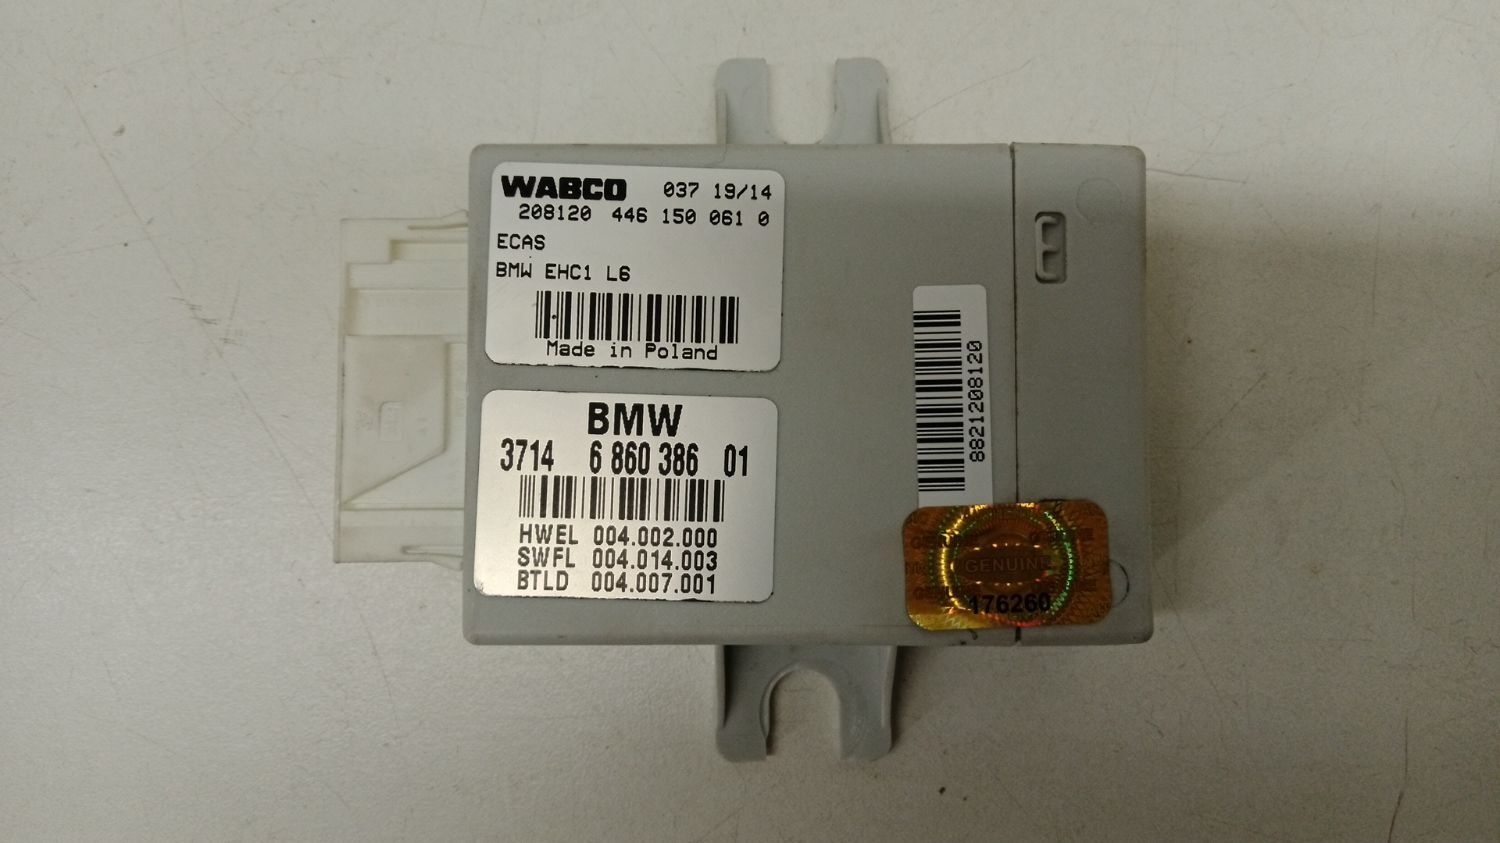 WABCO 037 19/14
208120 446 150 061 0
ECAS
BMW EHC1 L6
Made in Poland
BMW
3714 6 860 386 01
HWEL 004.002.000
SWFL 004.014.003
BTLD 004.007.001
8821208120
GENUINE
176260